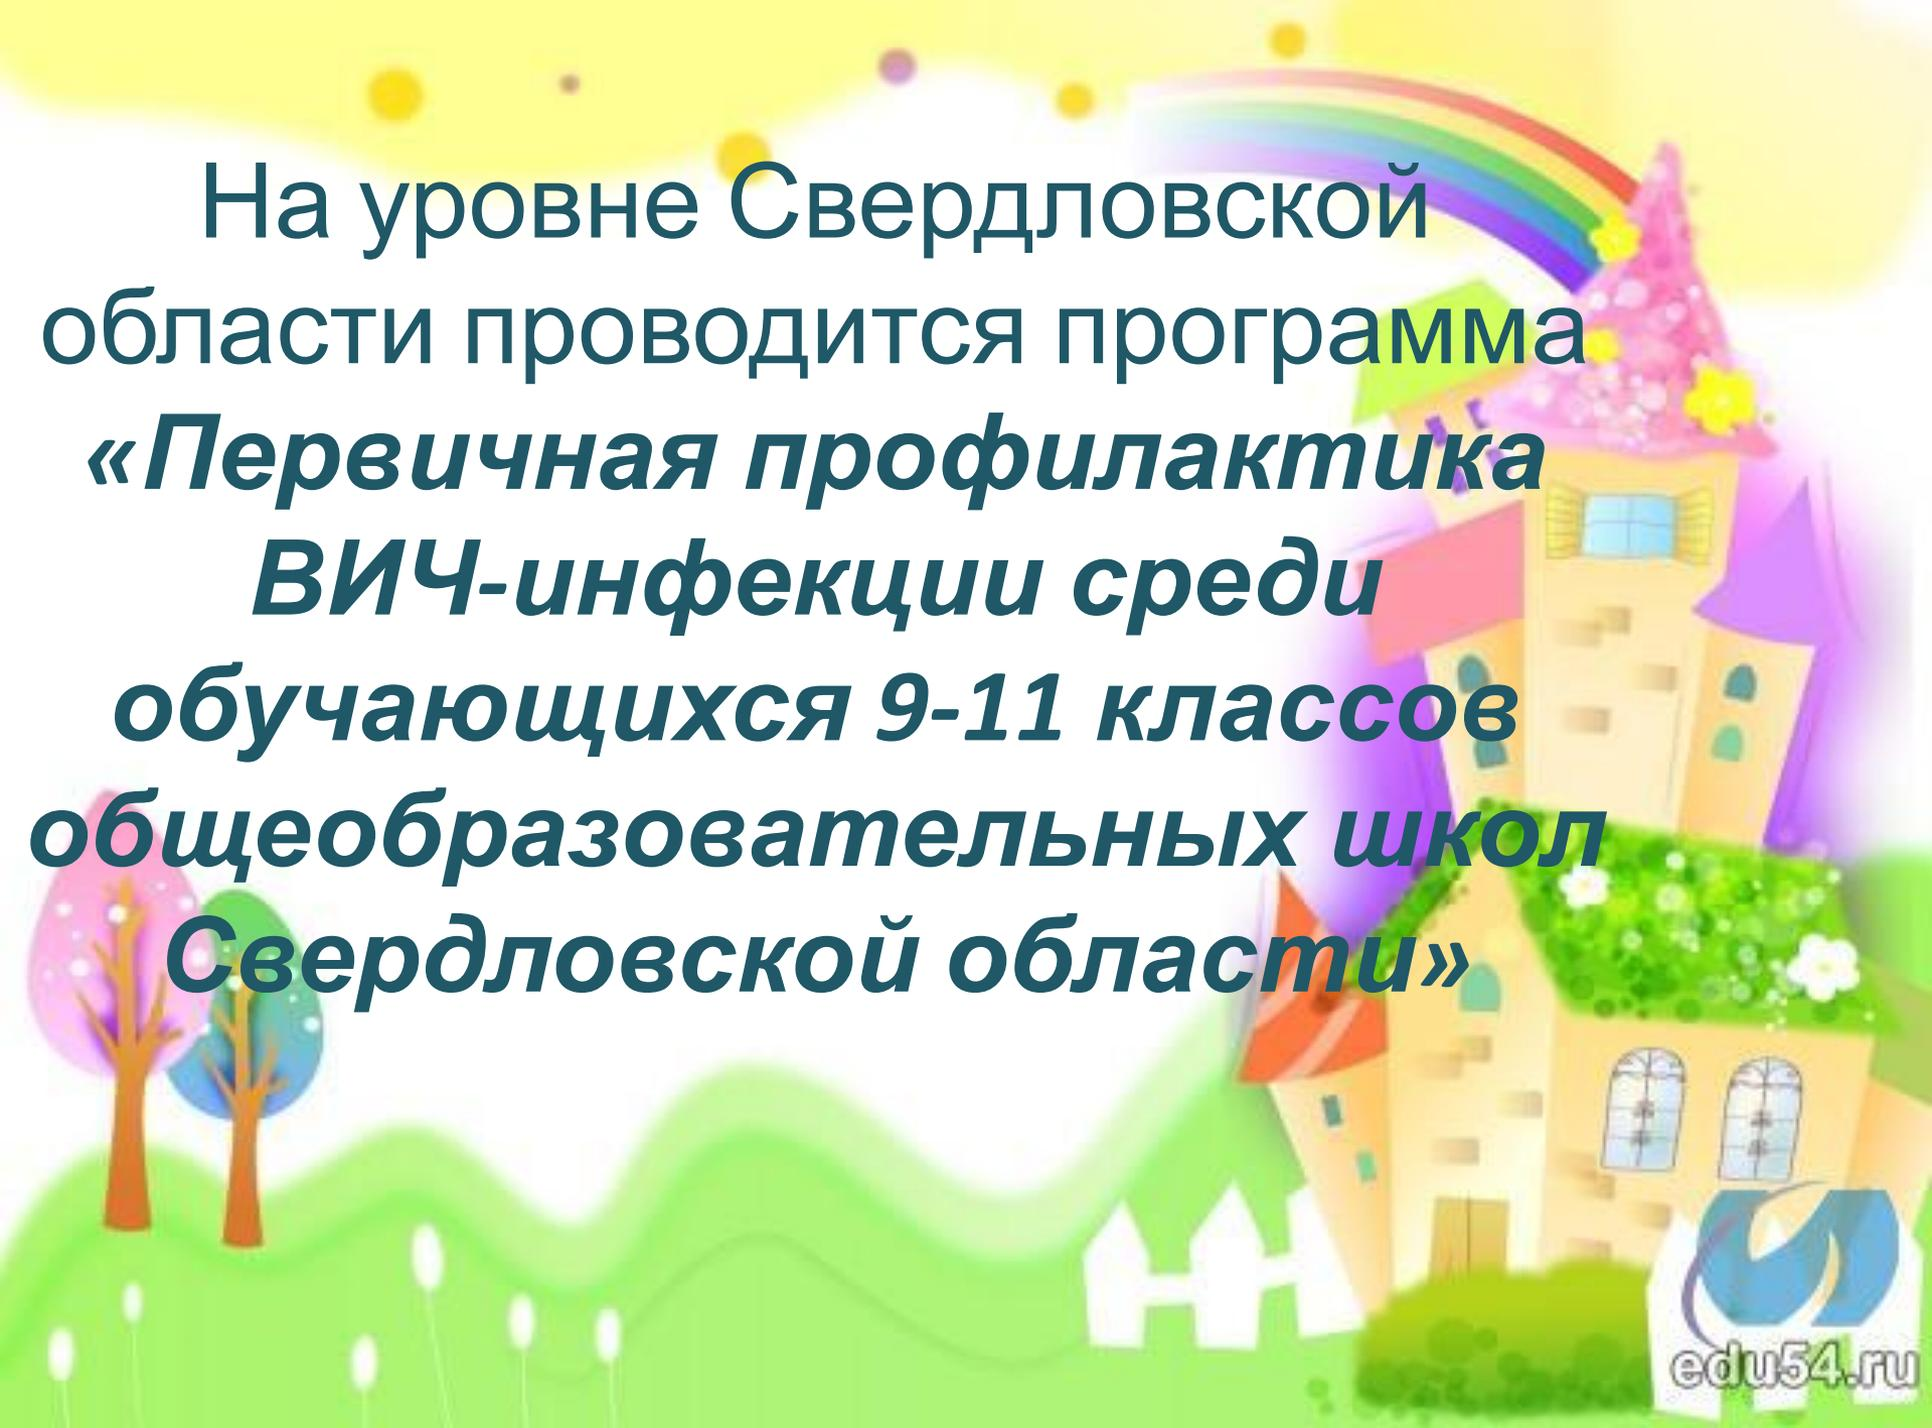 На уровне Свердловской
области проводится программа
«Первичная профилактика
ВИЧ-инфекции среди
обучающихся 9-11 классов
общеобразовательных школ
Свердловской области»
edu54.ru